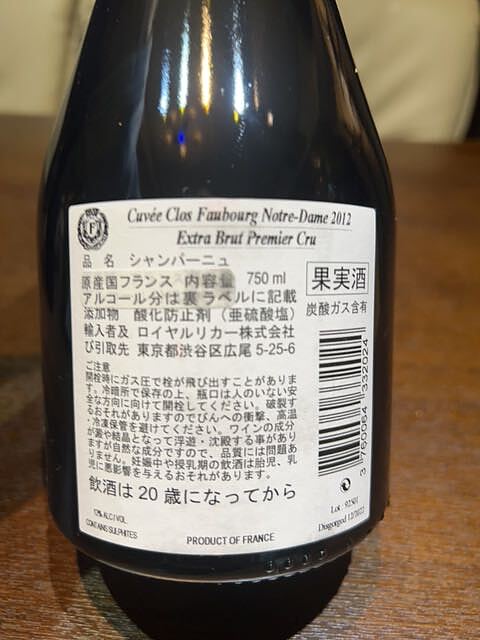 F
Cuvée Clos Faubourg Notre-Dame 2012
Extra Brut Premier Cru
品 名 シャンパーニュ
原産国フランス 内容量 750 ml
アルコール分は裏ラベルに記載
添加物 酸化防止剤（亜硫酸塩）
輸入者及 ロイヤルリカー株式会社
び引取先 東京都渋谷区広尾 5-25-6
果実酒
炭酸ガス含有
ご注意
開栓時にガス圧で栓が飛び出すことがありま
す。冷暗所で保存の上、瓶口は人のいない安
全な方向に向けて開栓してください。破裂す
るおそれがありますのでびんへの衝撃、高温
・冷凍保管を避けてください。ワインの成分
が澱や結晶となって浮遊・沈殿する事があり
ますが自然な成分ですので、品質には問題あ
りません。妊娠中や授乳期の飲酒は胎児、乳
児に悪影響を与えるおそれがあります。
飲酒は20歳になってから
3 760064 332024
12% ALC/VOL
CONTAINS SULPHITES
PRODUCT OF FRANCE